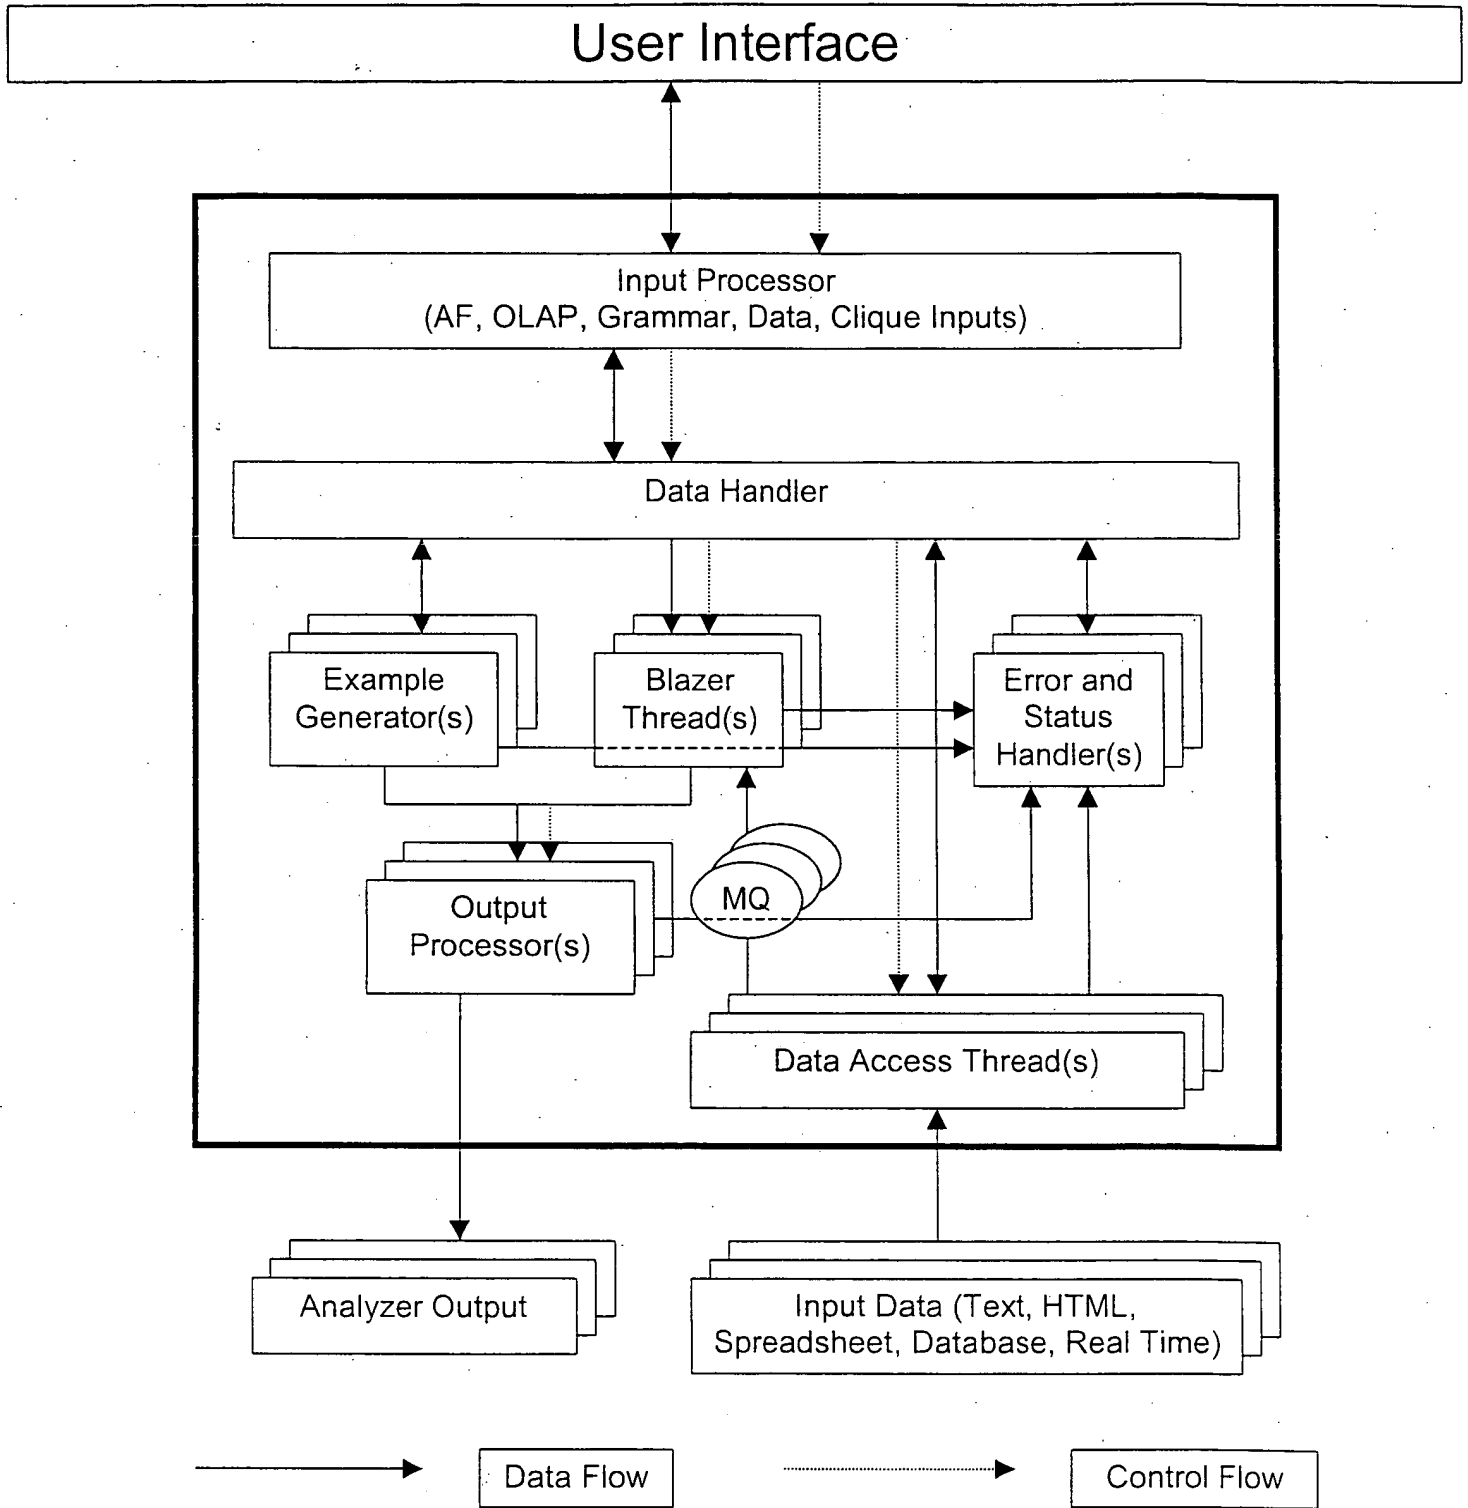 User Interface
Input Processor
(AF, OLAP, Grammar, Data, Clique Inputs)
Data Handler
Example
Generator(s)
Blazer
Thread(s)
Error and
Status
Handler(s)
MQ
Output
Processor(s)
Data Access Thread(s)
Analyzer Output
Input Data (Text, HTML,
Spreadsheet, Database, Real Time)
Data Flow
Control Flow